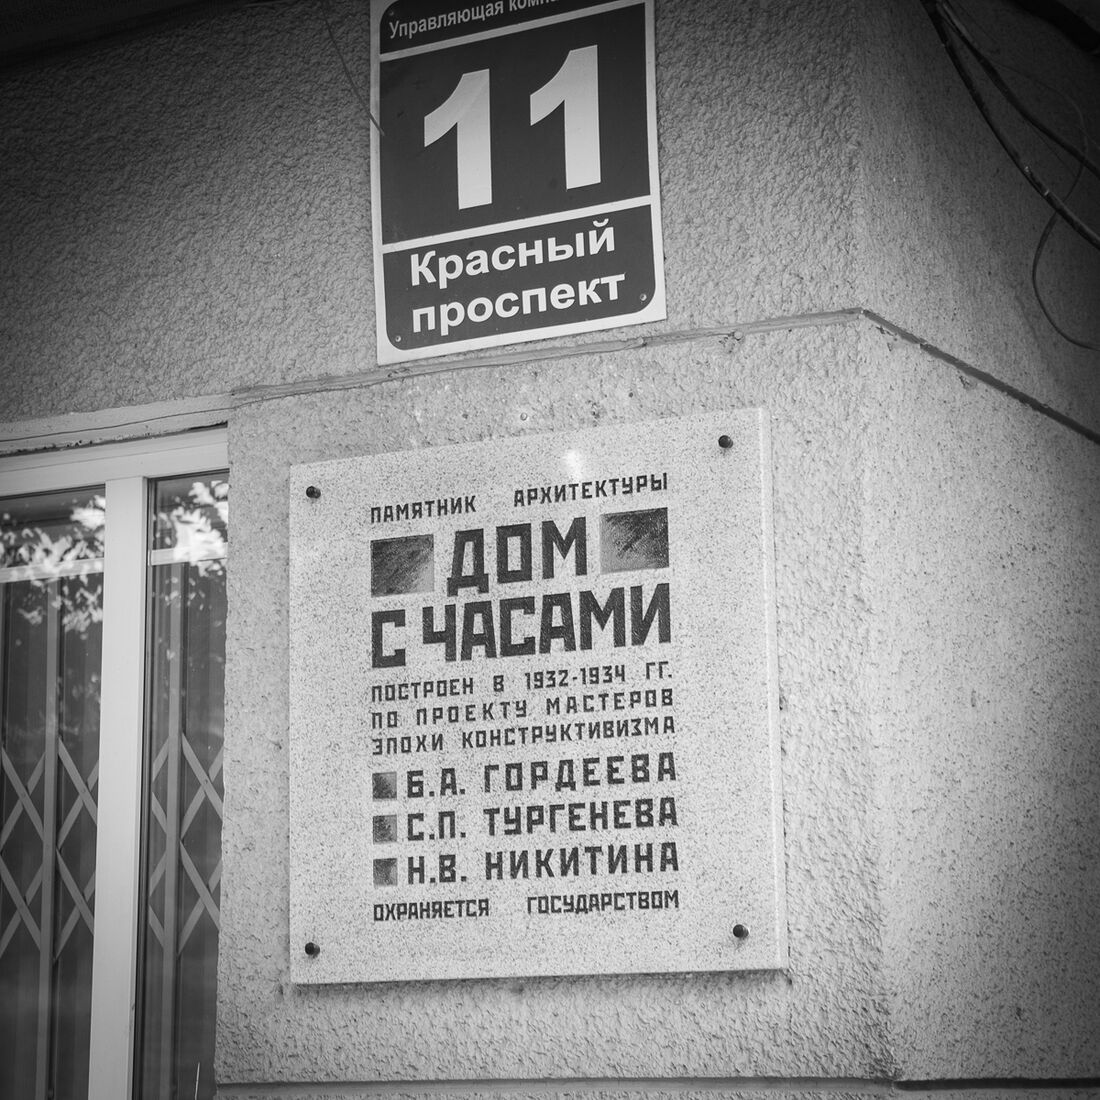 Управляющая
11
Красный
проспект
ПАМЯТНИК АРХИТЕКТУРЫ
ДОМ
С ЧАСАМИ
ПОСТРОЕН В 1932-1934 ГГ.
ПО ПРОЕКТУ МАСТЕРОВ
ЭПОХИ КОНСТРУКТИВИЗМА
Б.А. ГОРДЕЕВА
С.П. ТУРГЕНЕВА
Н.В. НИКИТИНА
ОХРАНЯЕТСЯ ГОСУДАРСТВОМ